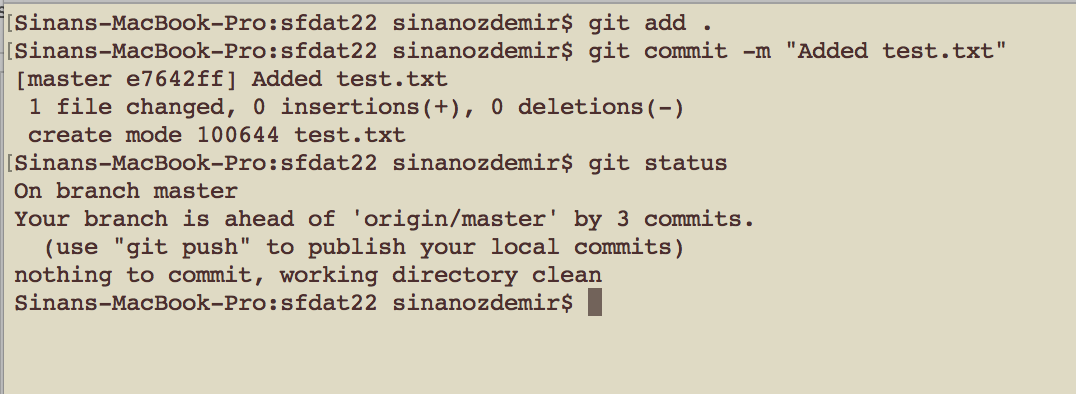 [Sinans-MacBook-Pro:sfdat22 sinanozdemir$ git add .
[Sinans-MacBook-Pro:sfdat22 sinanozdemir$ git commit -m "Added test.txt"
[master e7642ff] Added test.txt
 1 file changed, 0 insertions(+), 0 deletions(-)
 create mode 100644 test.txt
[Sinans-MacBook-Pro:sfdat22 sinanozdemir$ git status
On branch master
Your branch is ahead of 'origin/master' by 3 commits.
  (use "git push" to publish your local commits)
nothing to commit, working directory clean
Sinans-MacBook-Pro:sfdat22 sinanozdemir$